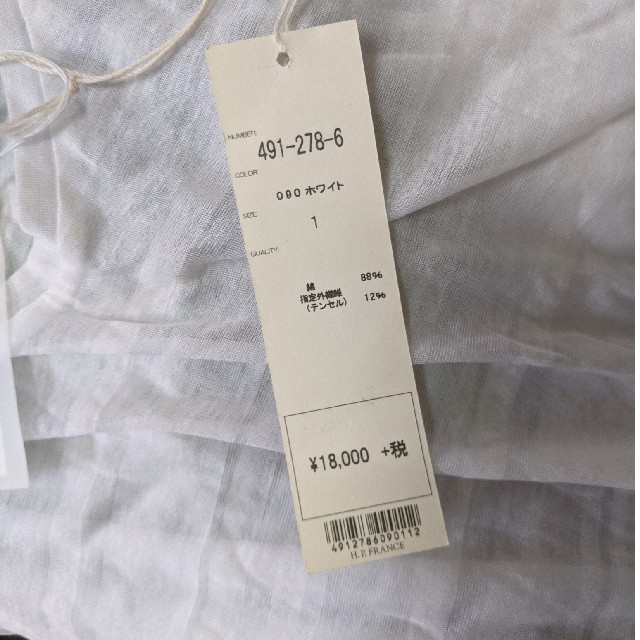 NUMBER:
491-278-6
COLOR:
090 ホワイト
SIZE:
1
QUALITY:
綿 88%
指定外繊維
(テンセル) 12%
¥18,000 +税
4912786090112
H.P. FRANCE